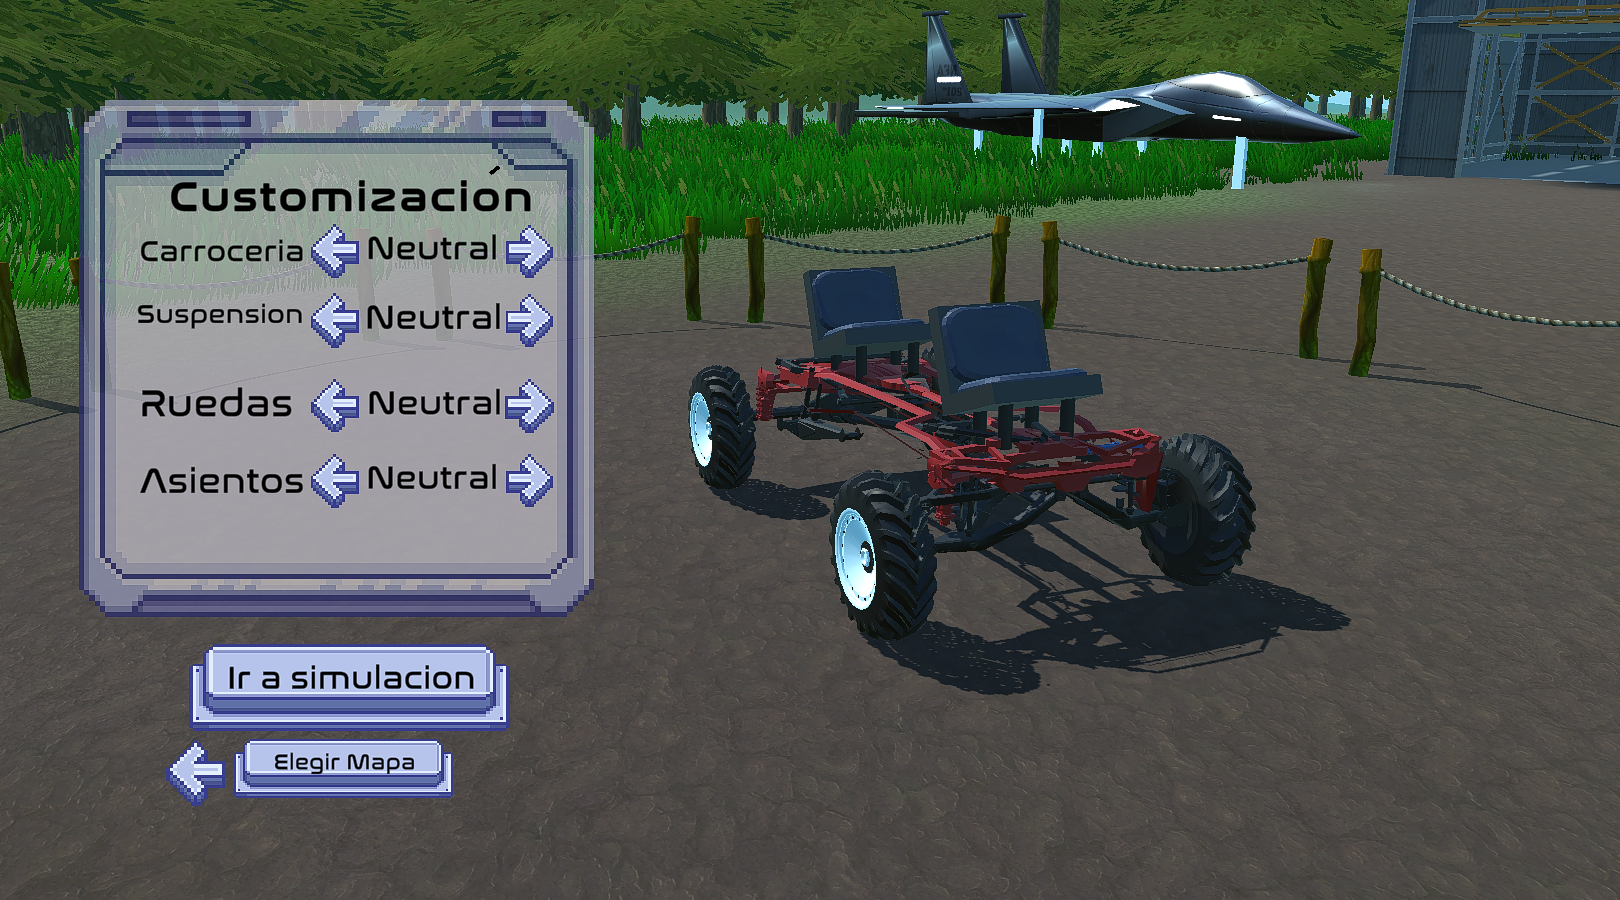 Customizacion
Carroceria Neutral
Suspension Neutral
Ruedas Neutral
Asientos Neutral
Ir a simulacion
Elegir Mapa